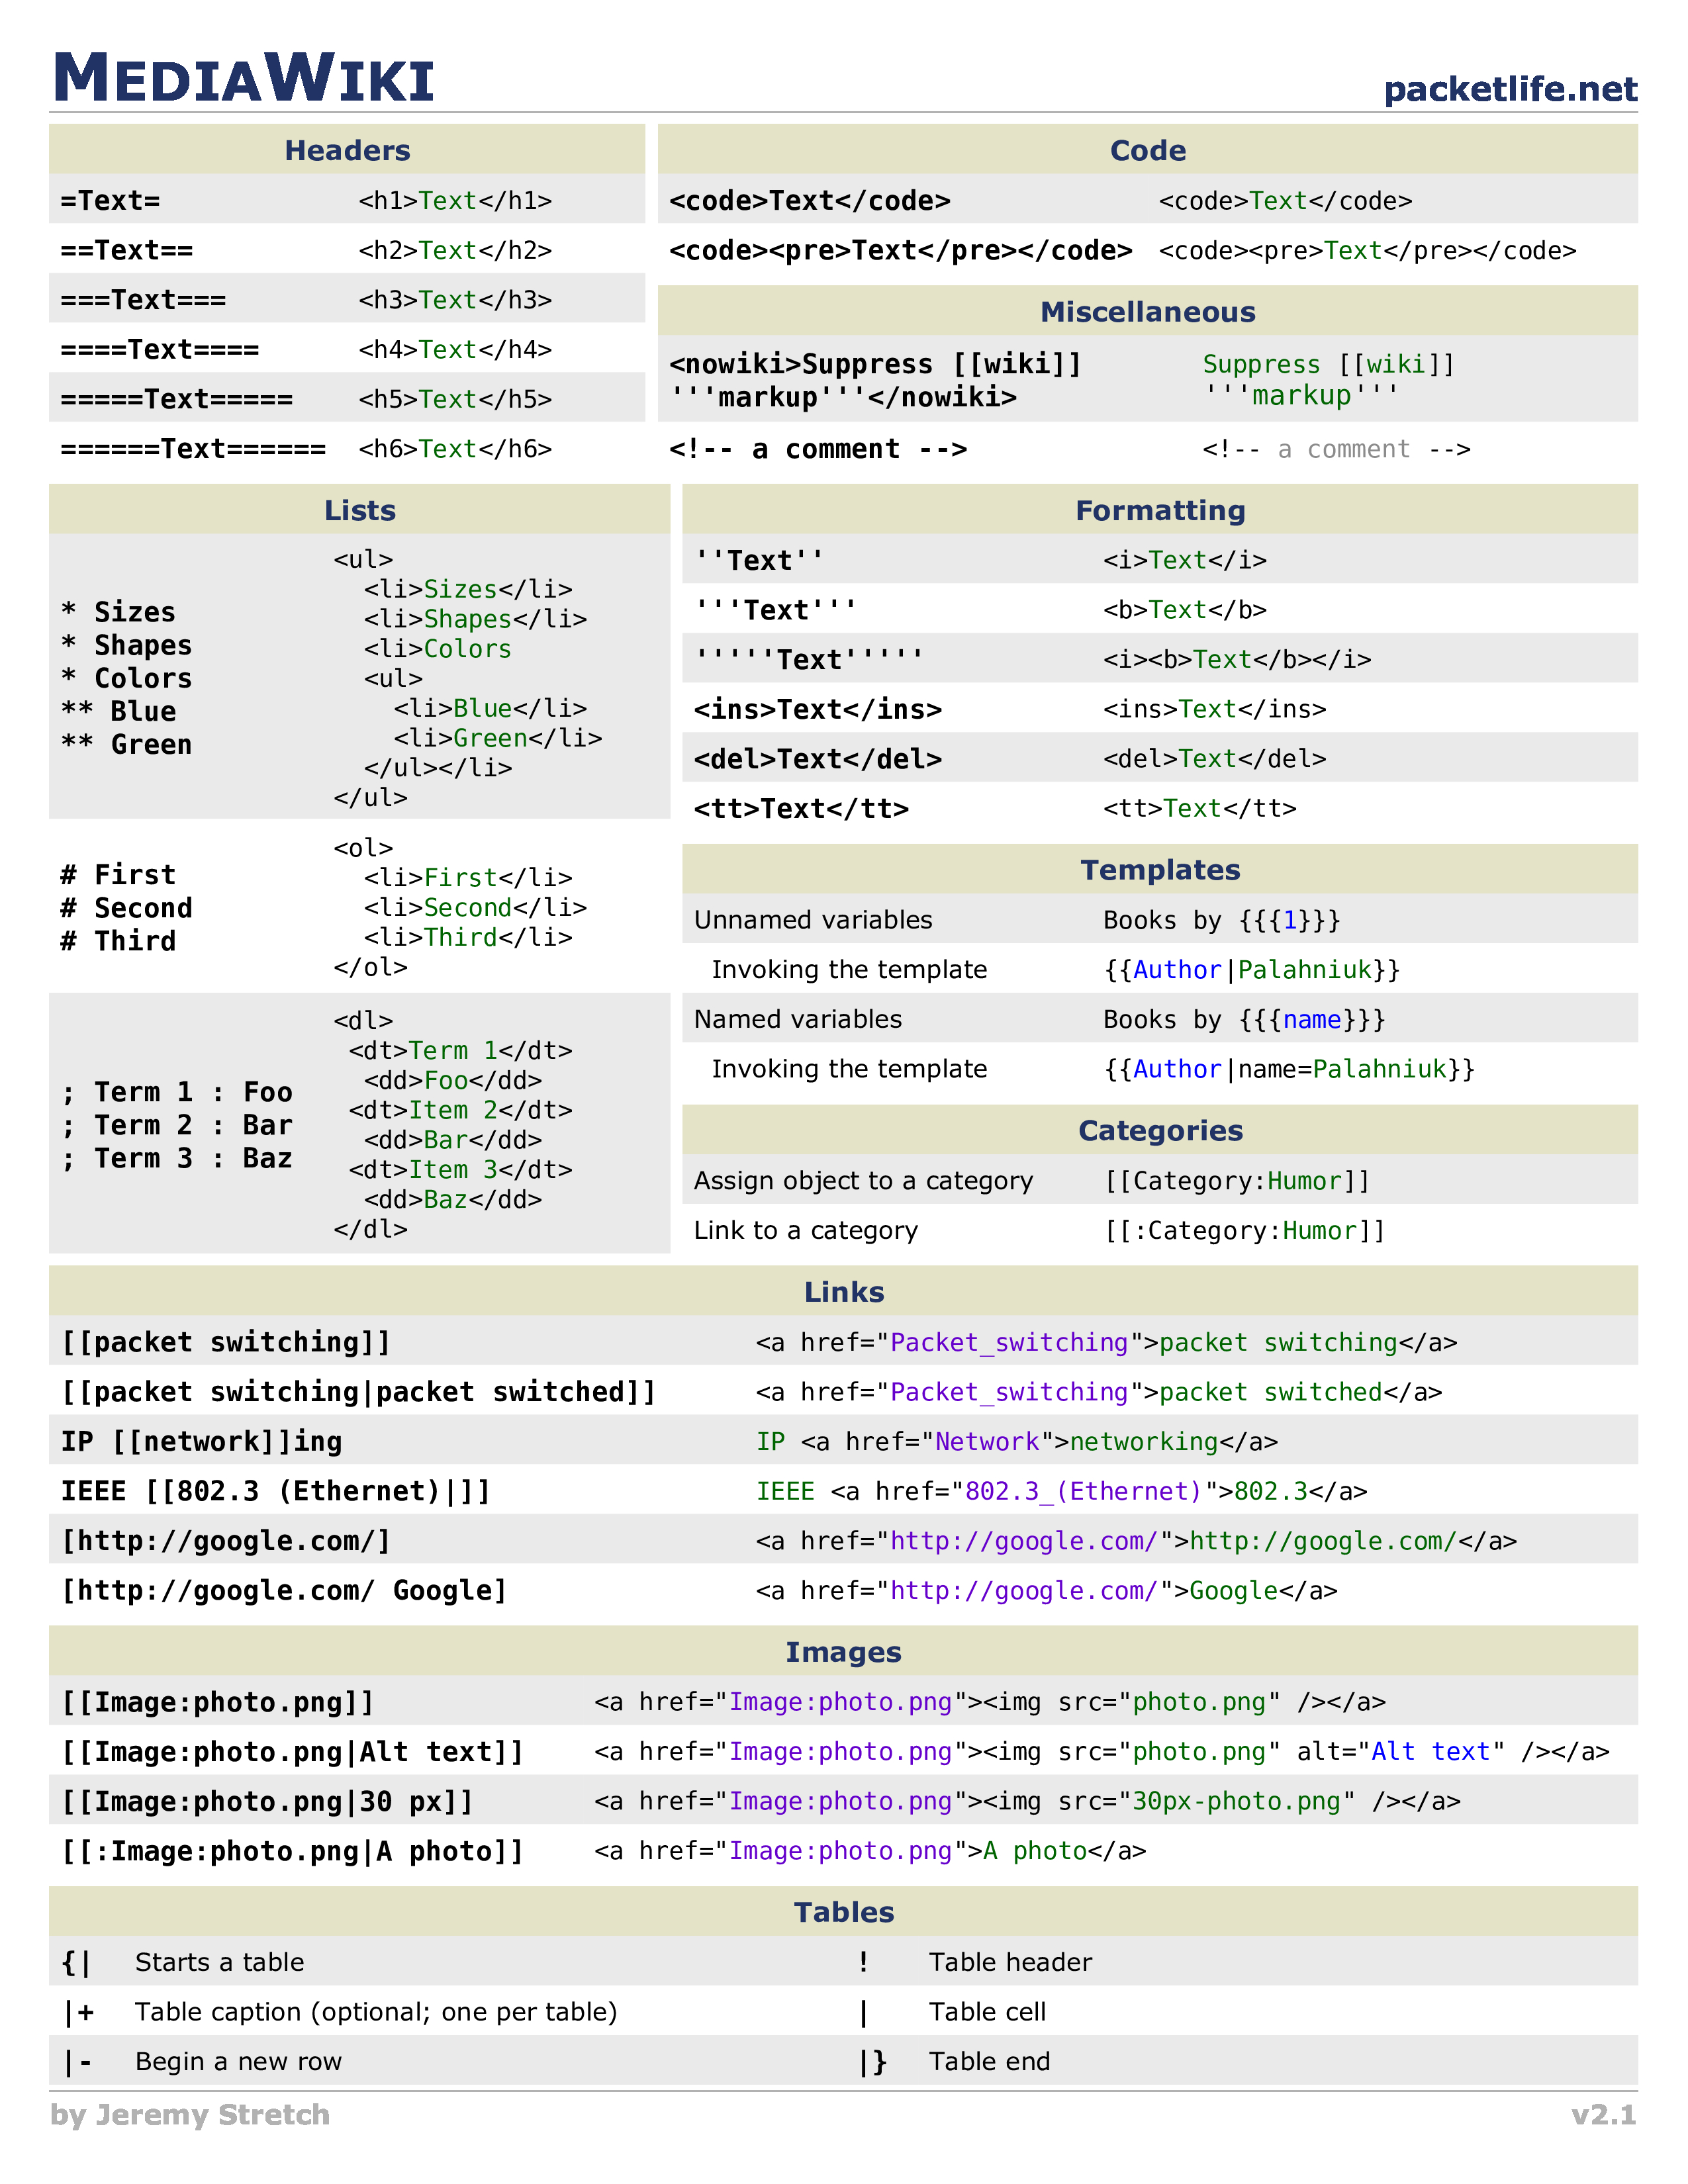 MEDIAWIKI
packetlife.net
Headers
=Text= <h1>Text</h1>
==Text== <h2>Text</h2>
===Text=== <h3>Text</h3>
====Text==== <h4>Text</h4>
=====Text===== <h5>Text</h5>
======Text====== <h6>Text</h6>
Code
<code>Text</code> <code>Text</code>
<code><pre>Text</pre></code> <code><pre>Text</pre></code>
Miscellaneous
<nowiki>Suppress [[wiki]] Suppress [[wiki]]
'''markup'''</nowiki> '''markup'''
<!-- a comment --> <!-- a comment -->
Lists
* Sizes
* Shapes
* Colors
** Blue
** Green
<ul>
<li>Sizes</li>
<li>Shapes</li>
<li>Colors
<ul>
<li>Blue</li>
<li>Green</li>
</ul></li>
</ul>
# First
# Second
# Third
<ol>
<li>First</li>
<li>Second</li>
<li>Third</li>
</ol>
; Term 1 : Foo
; Term 2 : Bar
; Term 3 : Baz
<dl>
<dt>Term 1</dt>
<dd>Foo</dd>
<dt>Item 2</dt>
<dd>Bar</dd>
<dt>Item 3</dt>
<dd>Baz</dd>
</dl>
Formatting
''Text'' <i>Text</i>
'''Text''' <b>Text</b>
'''''Text''''' <i><b>Text</b></i>
<ins>Text</ins> <ins>Text</ins>
<del>Text</del> <del>Text</del>
<tt>Text</tt> <tt>Text</tt>
Templates
Unnamed variables Books by {{{1}}}
Invoking the template {{Author|Palahniuk}}
Named variables Books by {{{name}}}
Invoking the template {{Author|name=Palahniuk}}
Categories
Assign object to a category [[Category:Humor]]
Link to a category [[:Category:Humor]]
Links
[[packet switching]] <a href="Packet_switching">packet switching</a>
[[packet switching|packet switched]] <a href="Packet_switching">packet switched</a>
IP [[network]]ing IP <a href="Network">networking</a>
IEEE [[802.3 (Ethernet)|]] IEEE <a href="802.3_(Ethernet)">802.3</a>
[http://google.com/] <a href="http://google.com/">http://google.com/</a>
[http://google.com/ Google] <a href="http://google.com/">Google</a>
Images
[[Image:photo.png]] <a href="Image:photo.png"><img src="photo.png" /></a>
[[Image:photo.png|Alt text]] <a href="Image:photo.png"><img src="photo.png" alt="Alt text" /></a>
[[Image:photo.png|30 px]] <a href="Image:photo.png"><img src="30px-photo.png" /></a>
[[:Image:photo.png|A photo]] <a href="Image:photo.png">A photo</a>
Tables
{| Starts a table ! Table header
|+ Table caption (optional; one per table) | Table cell
|- Begin a new row |} Table end
by Jeremy Stretch v2.1